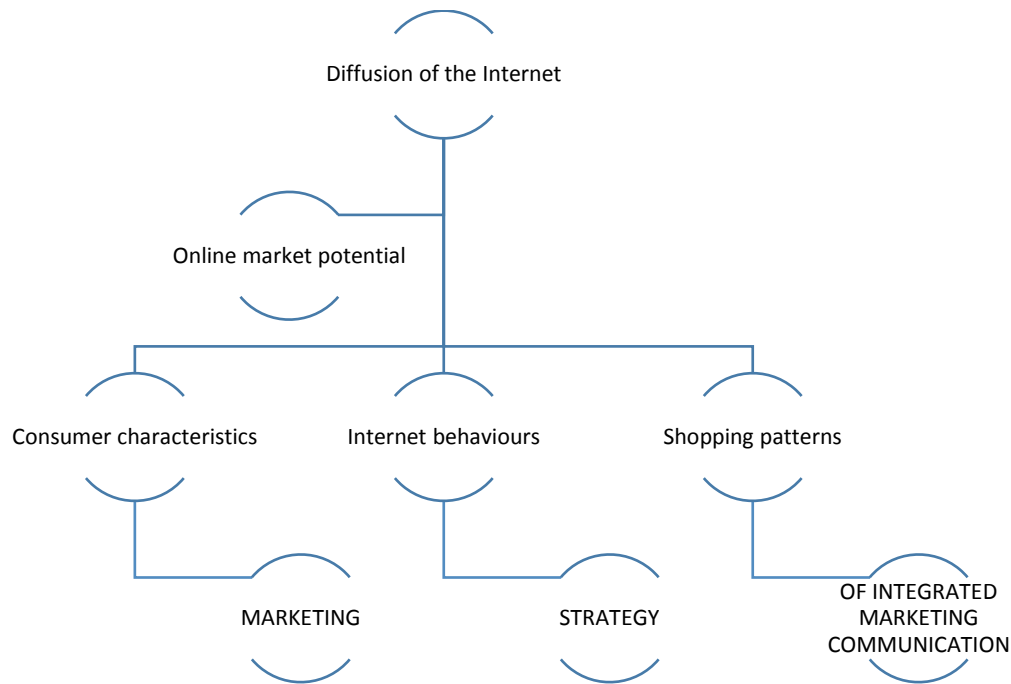 Diffusion of the Internet
Online market potential
Consumer characteristics
Internet behaviours
Shopping patterns
MARKETING
STRATEGY
OF INTEGRATED
MARKETING
COMMUNICATION